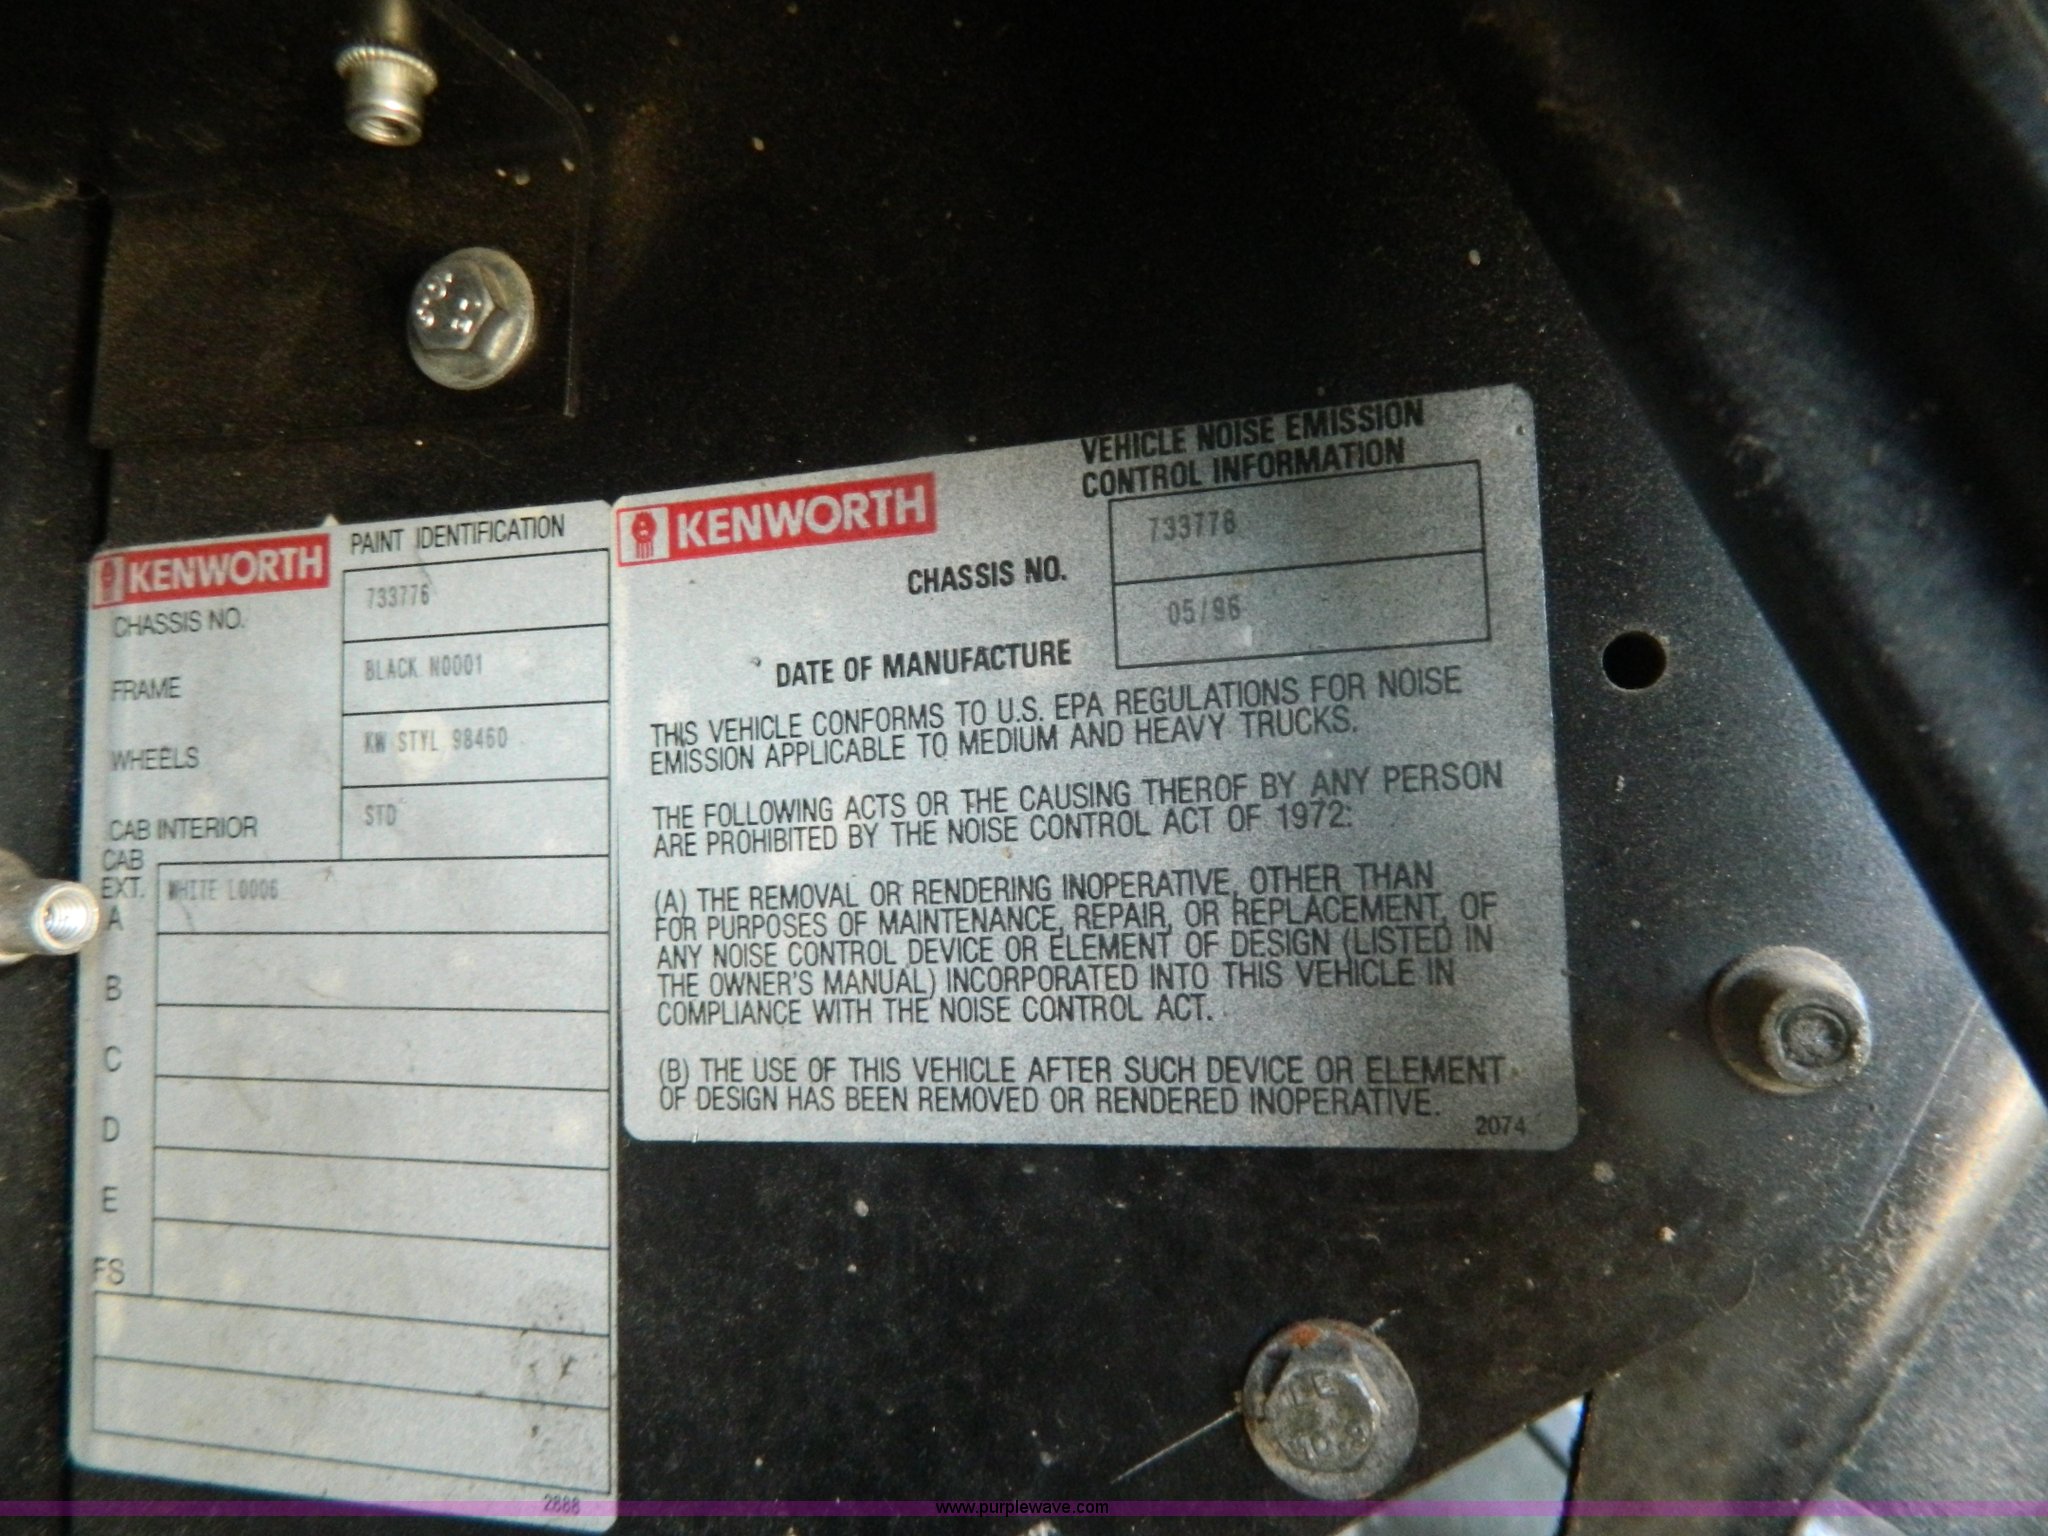 KENWORTH
PAINT IDENTIFICATION
CHASSIS NO.
733776
FRAME
BLACK N0001
WHEELS
KW STYL 98460
CAB INTERIOR
STD
CAB
EXT.
A
WHITE L0006
B
C
D
E
FS
2888
KENWORTH
VEHICLE NOISE EMISSION
CONTROL INFORMATION
CHASSIS NO.
733776
DATE OF MANUFACTURE
05/96
THIS VEHICLE CONFORMS TO U.S. EPA REGULATIONS FOR NOISE
EMISSION APPLICABLE TO MEDIUM AND HEAVY TRUCKS.
THE FOLLOWING ACTS OR THE CAUSING THEROF BY ANY PERSON
ARE PROHIBITED BY THE NOISE CONTROL ACT OF 1972:
(A) THE REMOVAL OR RENDERING INOPERATIVE, OTHER THAN
FOR PURPOSES OF MAINTENANCE, REPAIR, OR REPLACEMENT, OF
ANY NOISE CONTROL DEVICE OR ELEMENT OF DESIGN (LISTED IN
THE OWNER'S MANUAL) INCORPORATED INTO THIS VEHICLE IN
COMPLIANCE WITH THE NOISE CONTROL ACT.
(B) THE USE OF THIS VEHICLE AFTER SUCH DEVICE OR ELEMENT
OF DESIGN HAS BEEN REMOVED OR RENDERED INOPERATIVE.
2074
www.purplewave.com